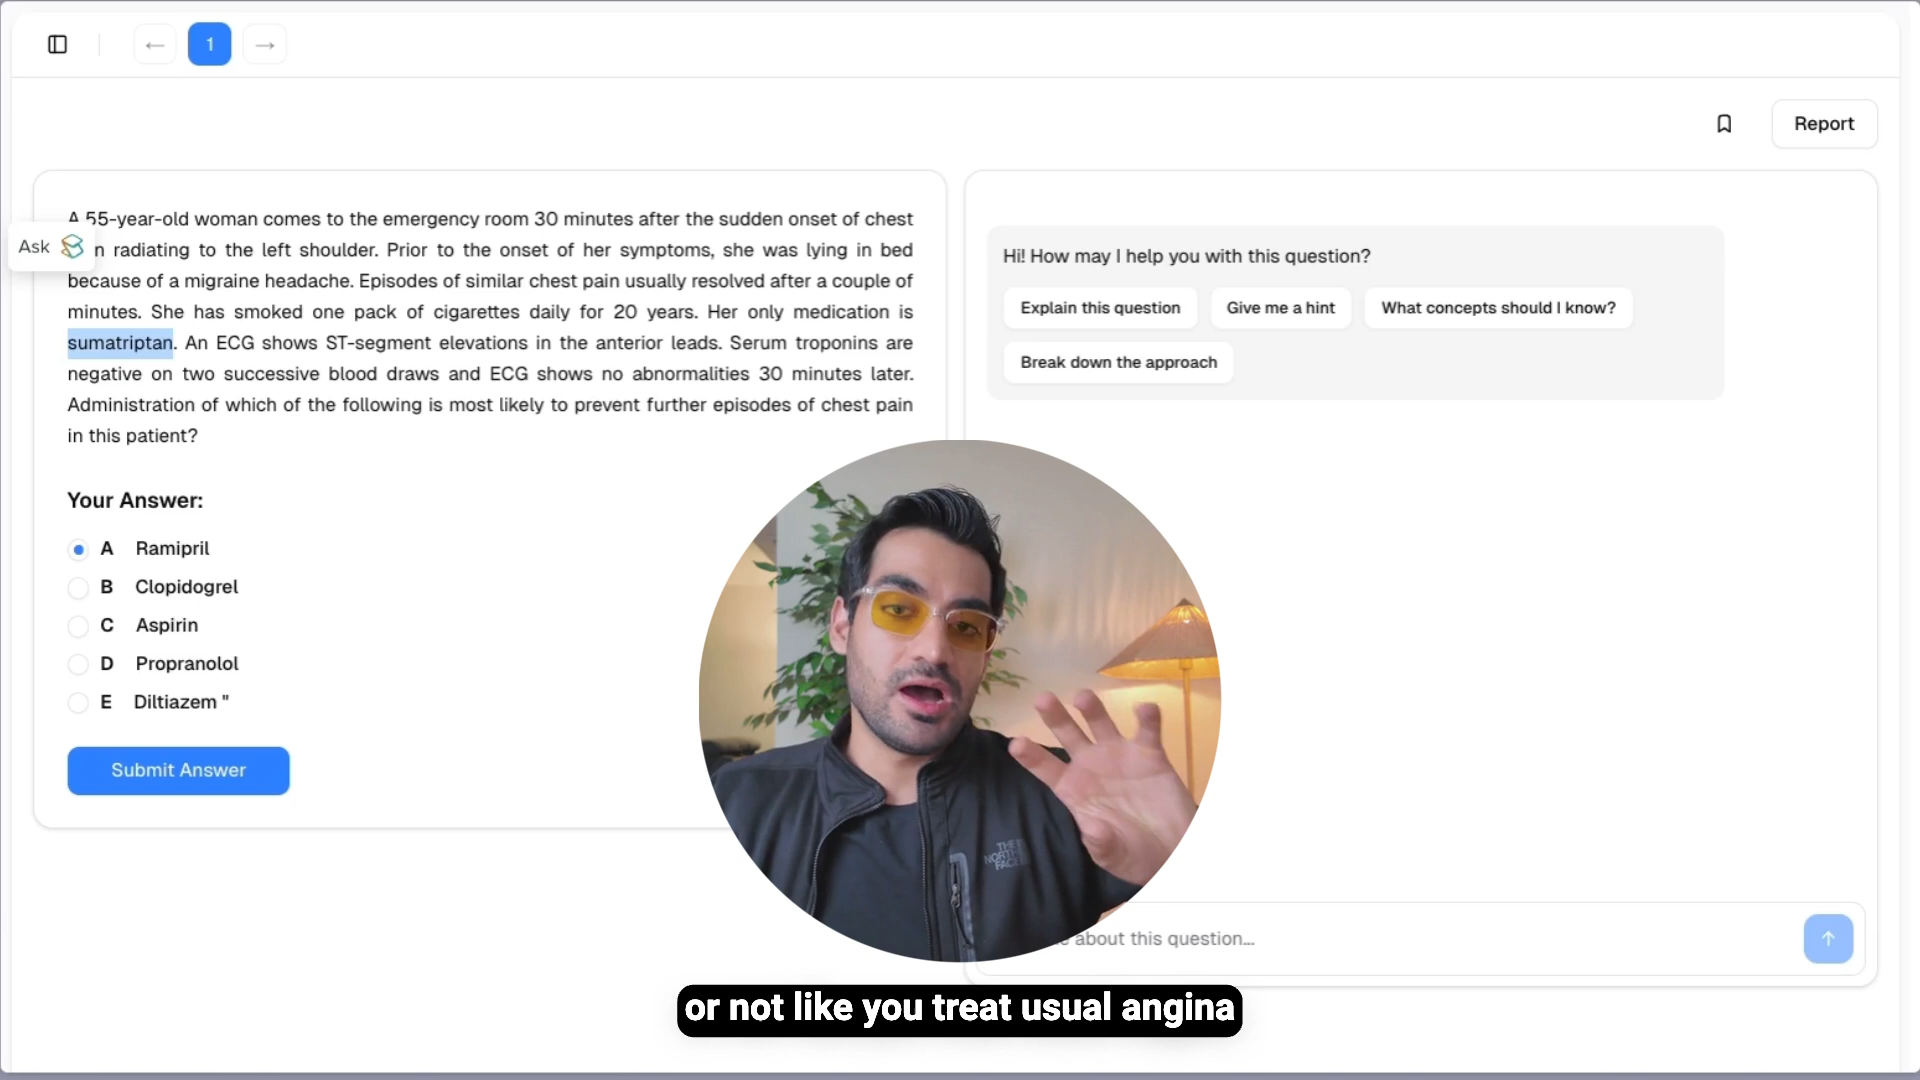 1
Report
A 55-year-old woman comes to the emergency room 30 minutes after the sudden onset of chest
Ask
radiating to the left shoulder. Prior to the onset of her symptoms, she was lying in bed
because of a migraine headache. Episodes of similar chest pain usually resolved after a couple of
minutes. She has smoked one pack of cigarettes daily for 20 years. Her only medication is
sumatriptan. An ECG shows ST-segment elevations in the anterior leads. Serum troponins are
negative on two successive blood draws and ECG shows no abnormalities 30 minutes later.
Administration of which of the following is most likely to prevent further episodes of chest pain
in this patient?
Your Answer:
A Ramipril
B Clopidogrel
C Aspirin
D Propranolol
E Diltiazem "
Submit Answer
Hi! How may I help you with this question?
Explain this question
Give me a hint
What concepts should I know?
Break down the approach
about this question...
THE
NORTH
FACE
or not like you treat usual angina